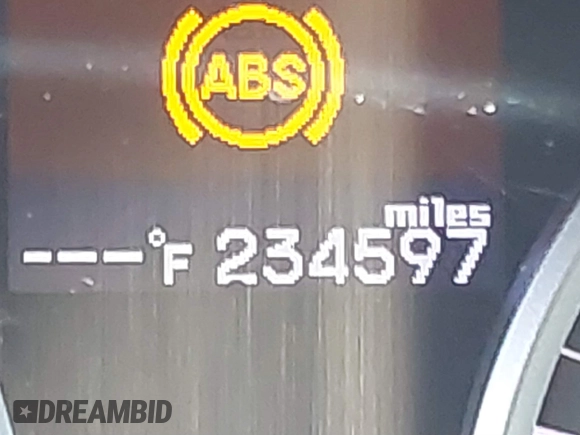 ABS
miles
---°F 234597
DREAMBID